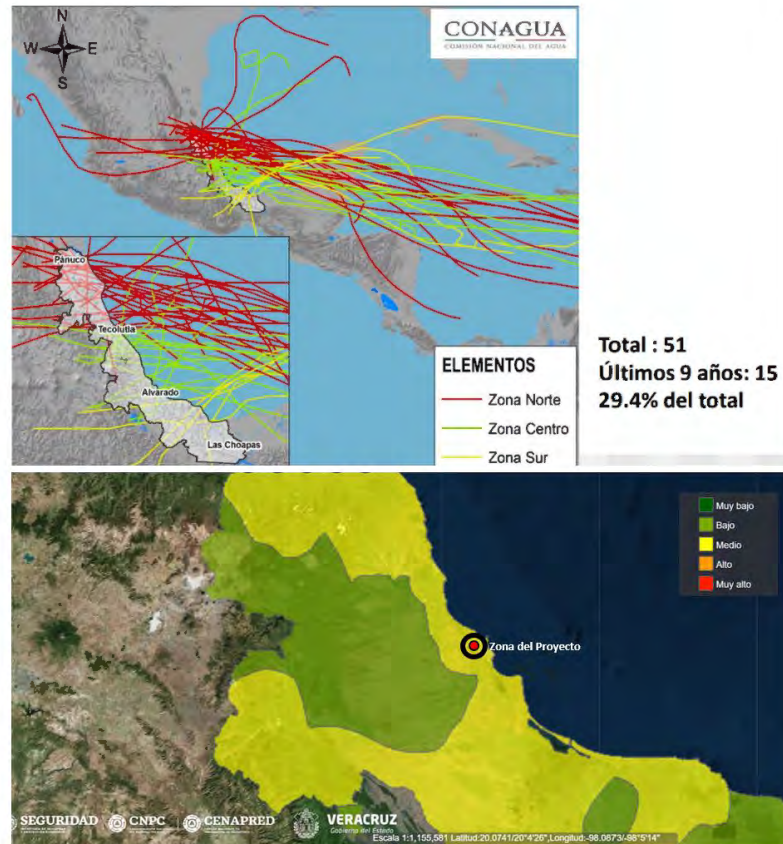 N
W E
S
CONAGUA
COMISIÓN NACIONAL DEL AGUA
Pánuco
Tecolutla
Alvarado
Las Choapas
ELEMENTOS
Zona Norte
Zona Centro
Zona Sur
Total : 51
Últimos 9 años: 15
29.4% del total
Muy bajo
Bajo
Medio
Alto
Muy alto
Zona del Proyecto
SEGURIDAD
CNPC
CENAPRED
VERACRUZ
Gobierno del Estado
Escala 1:1,155,581 Latitud:20.0741/20°4'26",Longitud:-98.0873/-98°5'14"